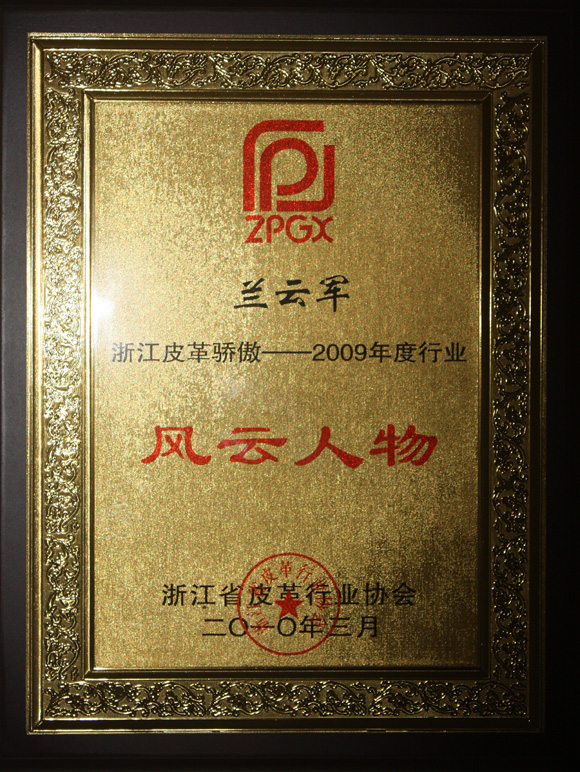 ZPGX
兰云军
浙江皮革骄傲——2009年度行业
风云人物
浙江省皮革行业协会
二〇一〇年三月